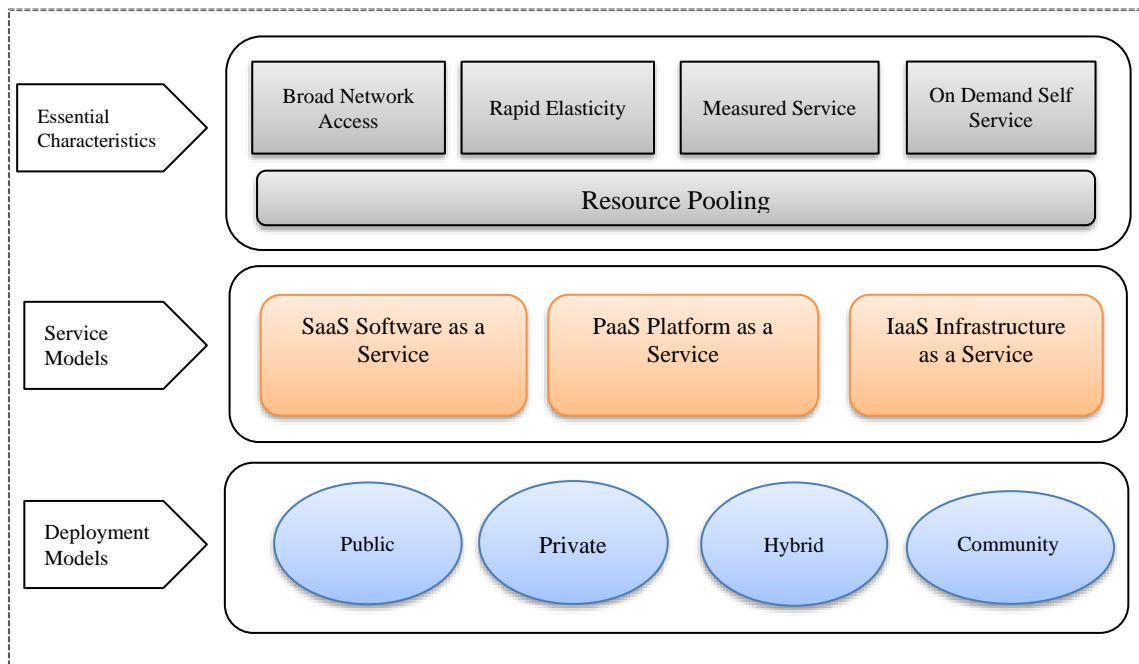 Essential
Characteristics
Broad Network
Access
Rapid Elasticity
Measured Service
On Demand Self
Service
Resource Pooling
Service
Models
SaaS Software as a
Service
PaaS Platform as a
Service
IaaS Infrastructure
as a Service
Deployment
Models
Public
Private
Hybrid
Community